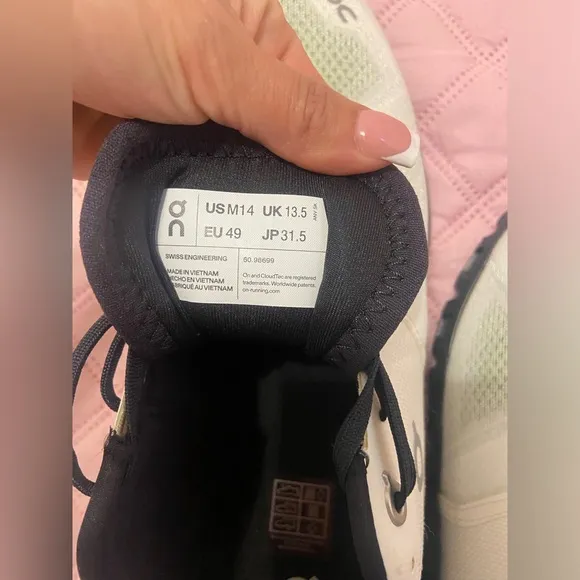 US M14 UK 13.5
EU 49 JP 31.5
SWISS ENGINEERING
60.98699
MADE IN VIETNAM
HECHO EN VIETNAM
FABRIQUÉ AU VIETNAM
On and CloudTec are registered
trademarks. Worldwide patents.
on-running.com